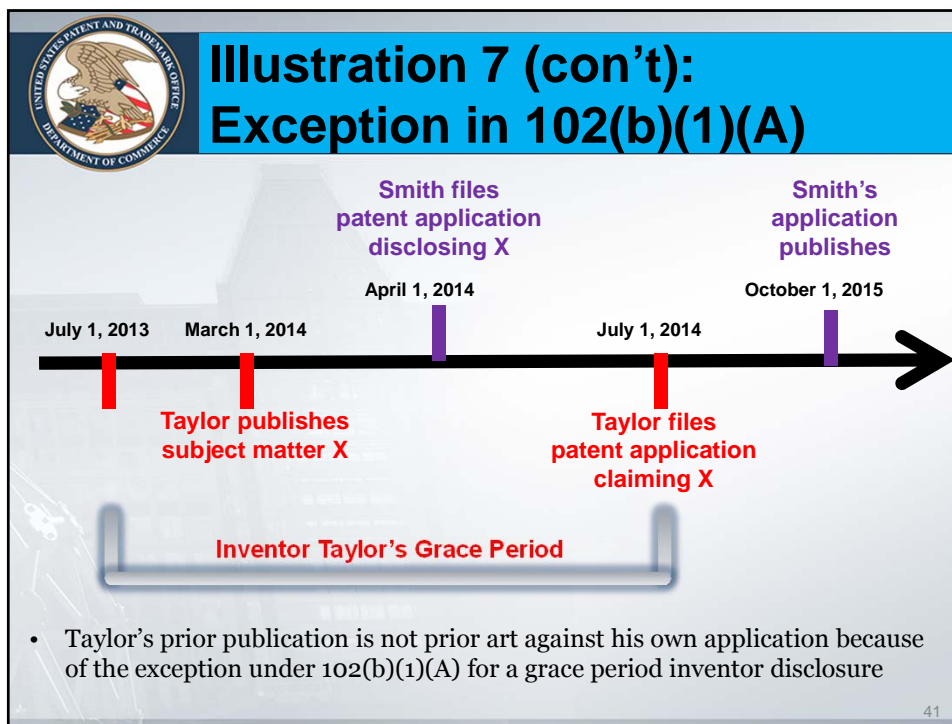 UNITED STATES PATENT AND TRADEMARK OFFICE
DEPARTMENT OF COMMERCE
Illustration 7 (con't):
Exception in 102(b)(1)(A)
Smith files
patent application
disclosing X
Smith's
application
publishes
April 1, 2014
October 1, 2015
July 1, 2013
March 1, 2014
July 1, 2014
Taylor publishes
subject matter X
Taylor files
patent application
claiming X
Inventor Taylor's Grace Period
• Taylor's prior publication is not prior art against his own application because
of the exception under 102(b)(1)(A) for a grace period inventor disclosure
41